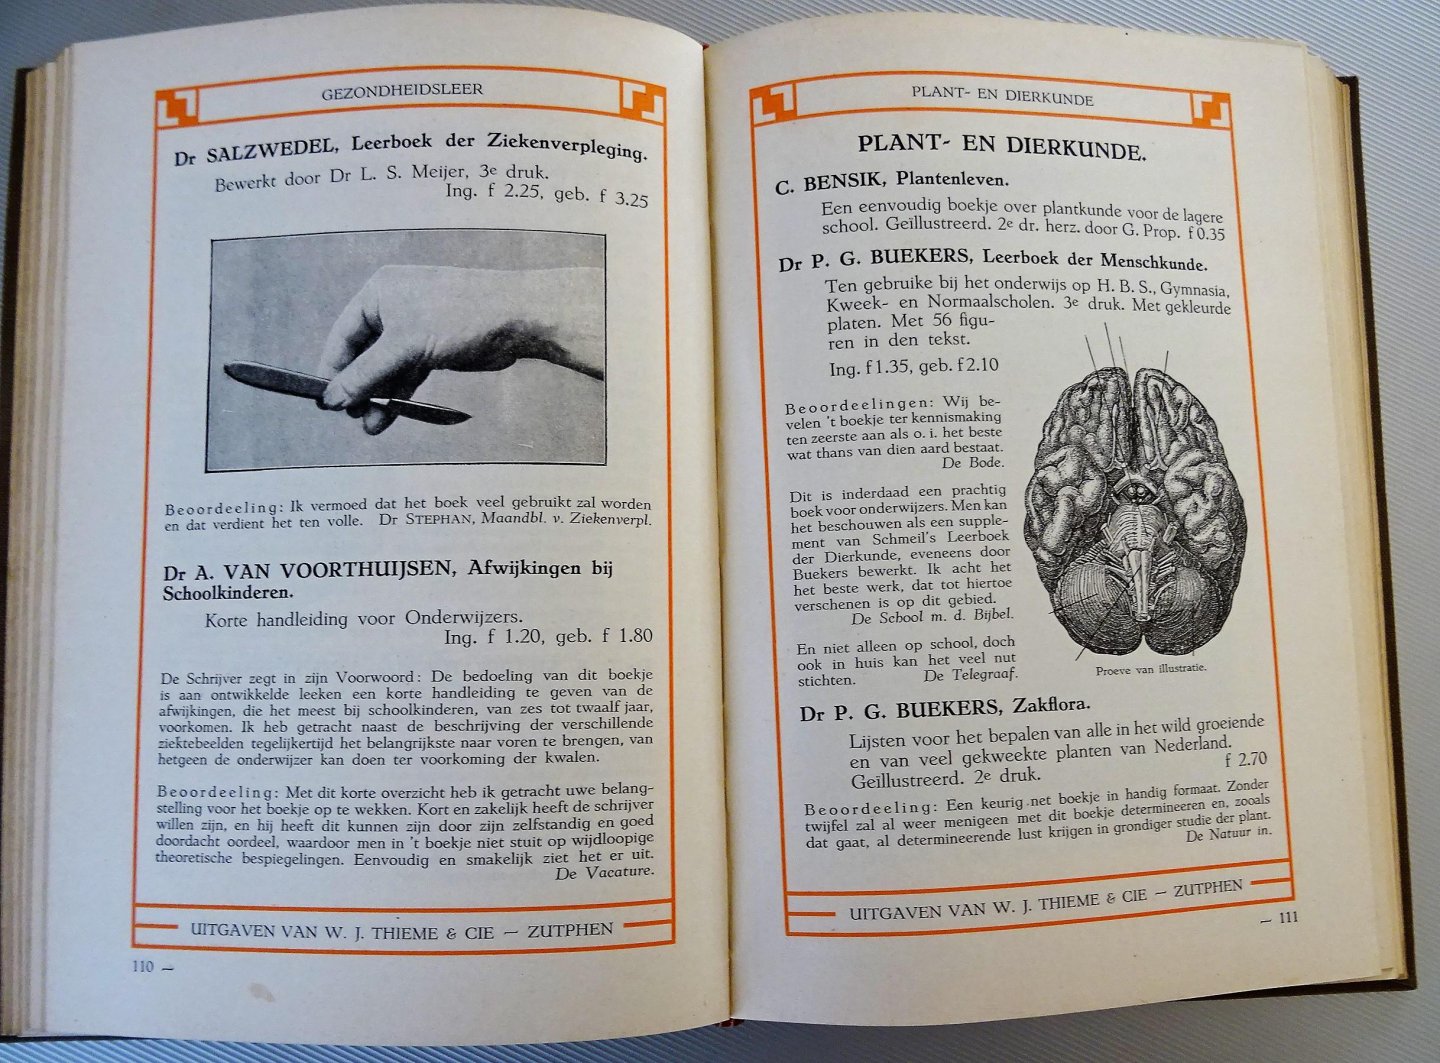 GEZONDHEIDSLEER
Dr SALZWEDEL, Leerboek der Ziekenverpleging.
Bewerkt door Dr L. S. Meijer, 3e druk.
Ing. f 2.25, geb. f 3.25
Beoordeeling: Ik vermoed dat het boek veel gebruikt zal worden
en dat verdient het ten volle. Dr STEPHAN, Maandbl. v. Ziekenverpl.
Dr A. VAN VOORTHUIJSEN, Afwijkingen bij
Schoolkinderen.
Korte handleiding voor Onderwijzers.
Ing. f 1.20, geb. f 1.80
De Schrijver zegt in zijn Voorwoord: De bedoeling van dit boekje
is aan ontwikkelde leeken een korte handleiding te geven van de
afwijkingen, die het meest bij schoolkinderen, van zes tot twaalf jaar,
voorkomen. Ik heb getracht naast de beschrijving der verschillende
ziektebeelden tegelijkertijd het belangrijkste naar voren te brengen, van
hetgeen de onderwijzer kan doen ter voorkoming der kwalen.
Beoordeeling: Met dit korte overzicht heb ik getracht uwe belang-
stelling voor het boekje op te wekken. Kort en zakelijk heeft de schrijver
willen zijn, en hij heeft dit kunnen zijn door zijn zelfstandig en goed
doordacht oordeel, waardoor men in 't boekje niet stuit op wijdloopige
theoretische bespiegelingen. Eenvoudig en smakelijk ziet het er uit.
De Vacature.
UITGAVEN VAN W. J. THIEME & CIE — ZUTPHEN
110 —
PLANT- EN DIERKUNDE
PLANT- EN DIERKUNDE.
C. BENSIK, Plantenleven.
Een eenvoudig boekje over plantkunde voor de lagere
school. Geïllustreerd. 2e dr. herz. door G. Prop. f 0.35
Dr P. G. BUEKERS, Leerboek der Menschkunde.
Ten gebruike bij het onderwijs op H. B. S., Gymnasia,
Kweek- en Normaalscholen. 3e druk. Met gekleurde
platen. Met 56 figu-
ren in den tekst.
Ing. f 1.35, geb. f 2.10
Beoordeelingen: Wij be-
velen 't boekje ter kennismaking
ten zeerste aan als o. i. het beste
wat thans van dien aard bestaat.
De Bode.
Dit is inderdaad een prachtig
boek voor onderwijzers. Men kan
het beschouwen als een supple-
ment van Schmeil's Leerboek
der Dierkunde, eveneens door
Buekers bewerkt. Ik acht het
het beste werk, dat tot hiertoe
verschenen is op dit gebied.
De School m. d. Bijbel.
En niet alleen op school, doch
ook in huis kan het veel nut
stichten. De Telegraaf.
Proeve van illustratie.
Dr P. G. BUEKERS, Zakflora.
Lijsten voor het bepalen van alle in het wild groeiende
en van veel gekweekte planten van Nederland.
Geïllustreerd. 2e druk. f 2.70
Beoordeeling: Een keurig net boekje in handig formaat. Zonder
twijfel zal al weer menigeen met dit boekje determineeren en, zooals
dat gaat, al determineerende lust krijgen in grondiger studie der plant.
De Natuur in.
UITGAVEN VAN W. J. THIEME & CIE — ZUTPHEN
— 111